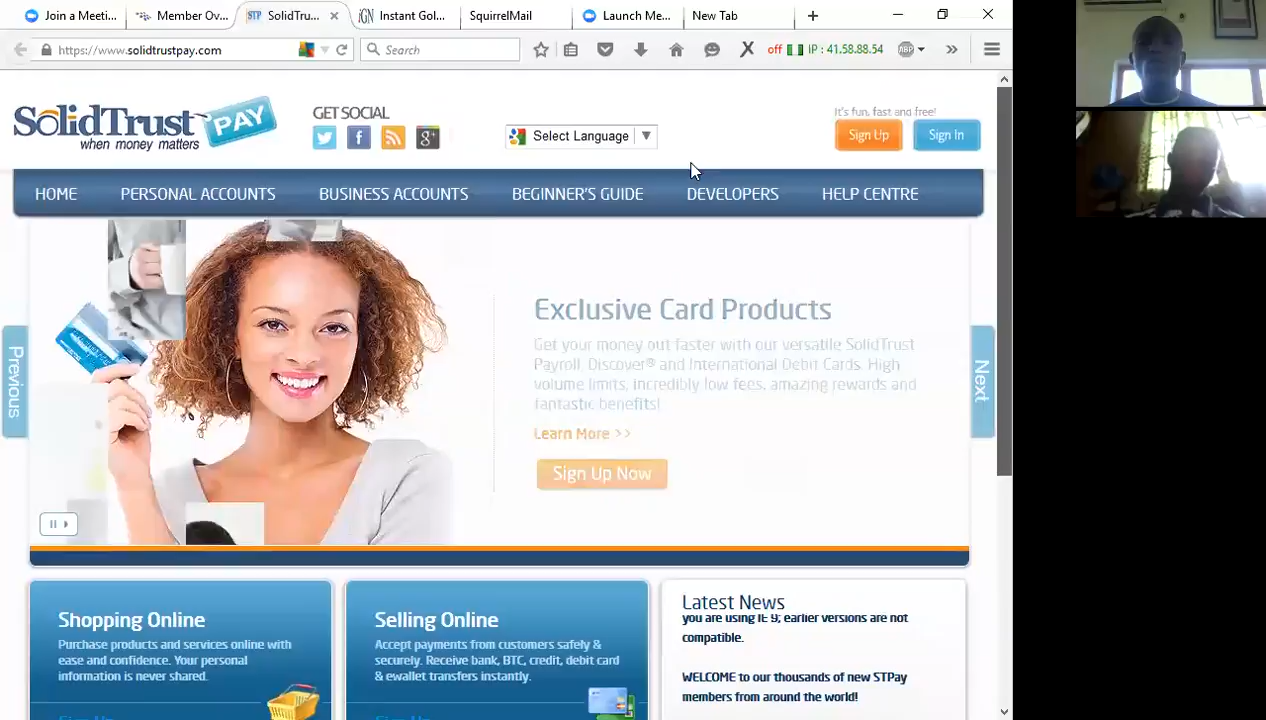 Join a Meeti...
Member Ov...
STP SolidTru...
IGN Instant Gol...
SquirrelMail
Launch Me...
New Tab
https://www.solidtrustpay.com
Search
off IP : 41.58.88.54
ABP
SolidTrust PAY
when money matters
GET SOCIAL
Select Language
It's fun, fast and free!
Sign Up
Sign In
HOME
PERSONAL ACCOUNTS
BUSINESS ACCOUNTS
BEGINNER'S GUIDE
DEVELOPERS
HELP CENTRE
Previous
Exclusive Card Products
Get your money out faster with our versatile SolidTrust
Payroll, Discover® and International Debit Cards. High
volume limits, incredibly low fees, amazing rewards and
fantastic benefits!
Learn More >>
Sign Up Now
Next
Shopping Online
Purchase products and services online with
ease and confidence. Your personal
information is never shared.
Sign Up
Selling Online
Accept payments from customers safely &
securely. Receive bank, BTC, credit, debit card
& ewallet transfers instantly.
Sign Up
Latest News
you are using IE 9; earlier versions are not
compatible.
WELCOME to our thousands of new STPay
members from around the world!